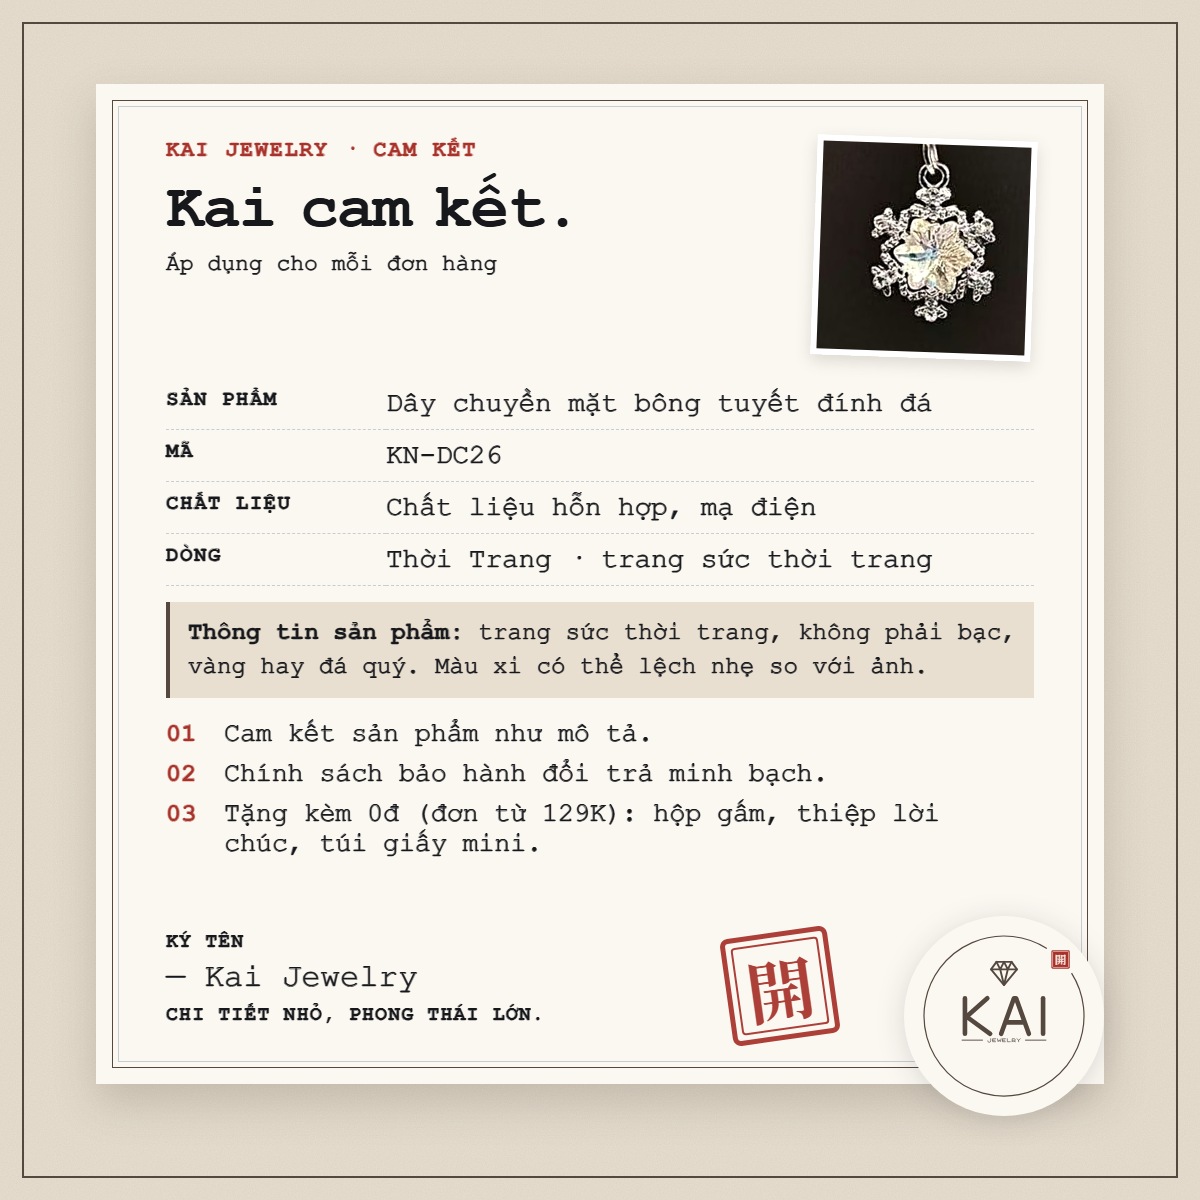 KAI JEWELRY · CAM KẾT
Kai cam kết.
Áp dụng cho mỗi đơn hàng
SẢN PHẨM Dây chuyền mặt bông tuyết đính đá
MÃ KN-DC26
CHẤT LIỆU Chất liệu hỗn hợp, mạ điện
DÒNG Thời Trang · trang sức thời trang
Thông tin sản phẩm: trang sức thời trang, không phải bạc,
vàng hay đá quý. Màu xi có thể lệch nhẹ so với ảnh.
01 Cam kết sản phẩm như mô tả.
02 Chính sách bảo hành đổi trả minh bạch.
03 Tặng kèm 0đ (đơn từ 129K): hộp gấm, thiệp lời
chúc, túi giấy mini.
KÝ TÊN
— Kai Jewelry
CHI TIẾT NHỎ, PHONG THÁI LỚN.
開
開
KAI
JEWELRY